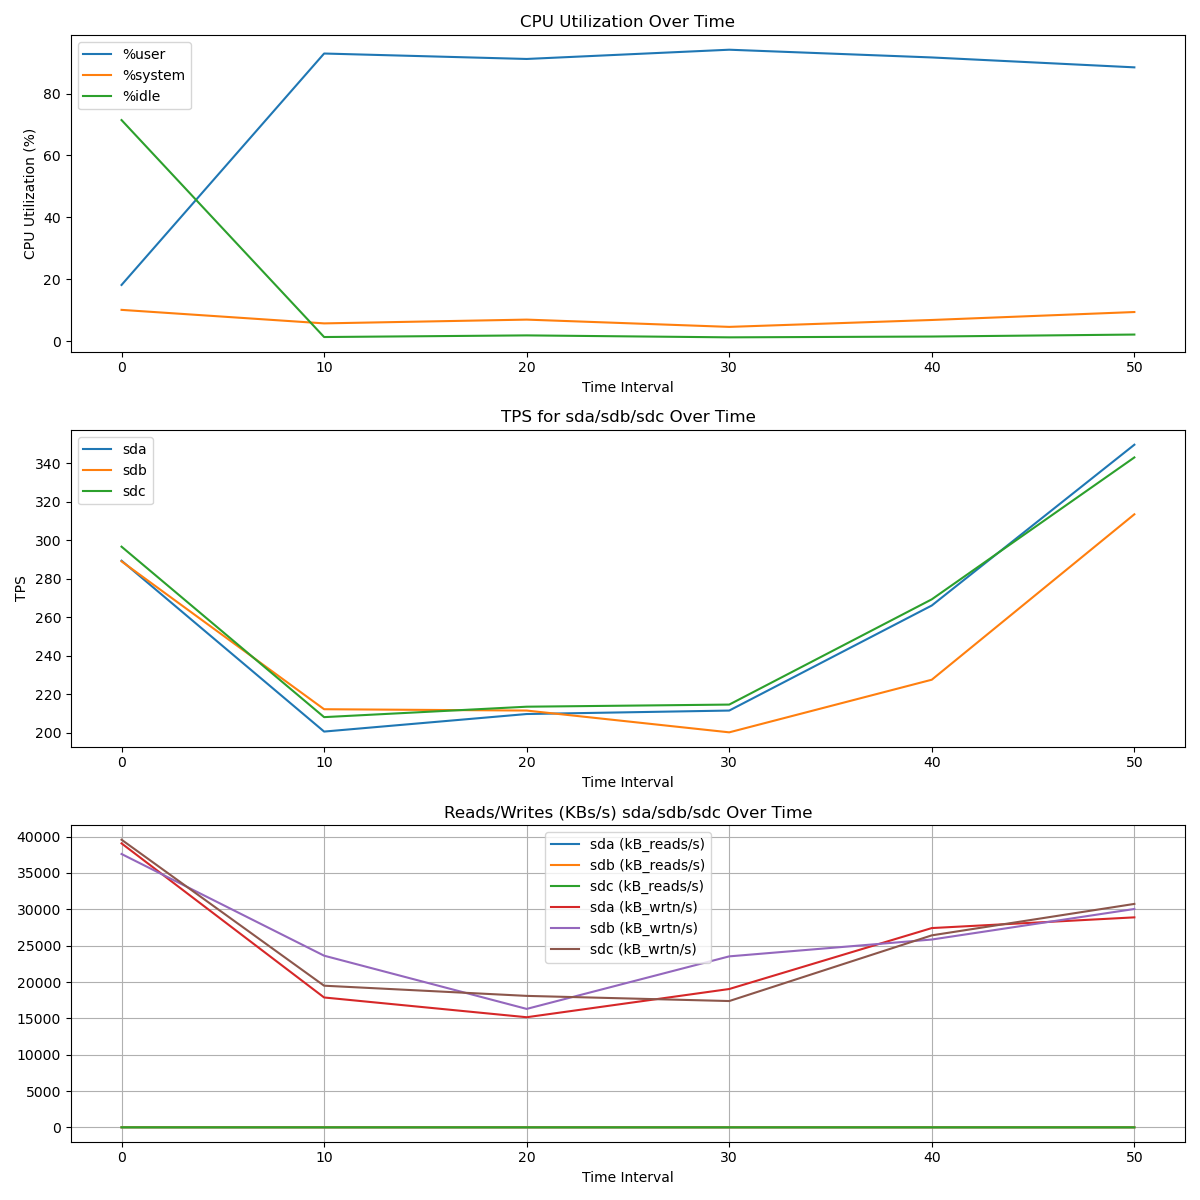 CPU Utilization Over Time
%user
%system
%idle
CPU Utilization (%)
80
60
40
20
0
0 10 20 30 40 50
Time Interval
TPS for sda/sdb/sdc Over Time
sda
sdb
sdc
TPS
340
320
300
280
260
240
220
200
0 10 20 30 40 50
Time Interval
Reads/Writes (KBs/s) sda/sdb/sdc Over Time
sda (kB_reads/s)
sdb (kB_reads/s)
sdc (kB_reads/s)
sda (kB_wrtn/s)
sdb (kB_wrtn/s)
sdc (kB_wrtn/s)
40000
35000
30000
25000
20000
15000
10000
5000
0
0 10 20 30 40 50
Time Interval